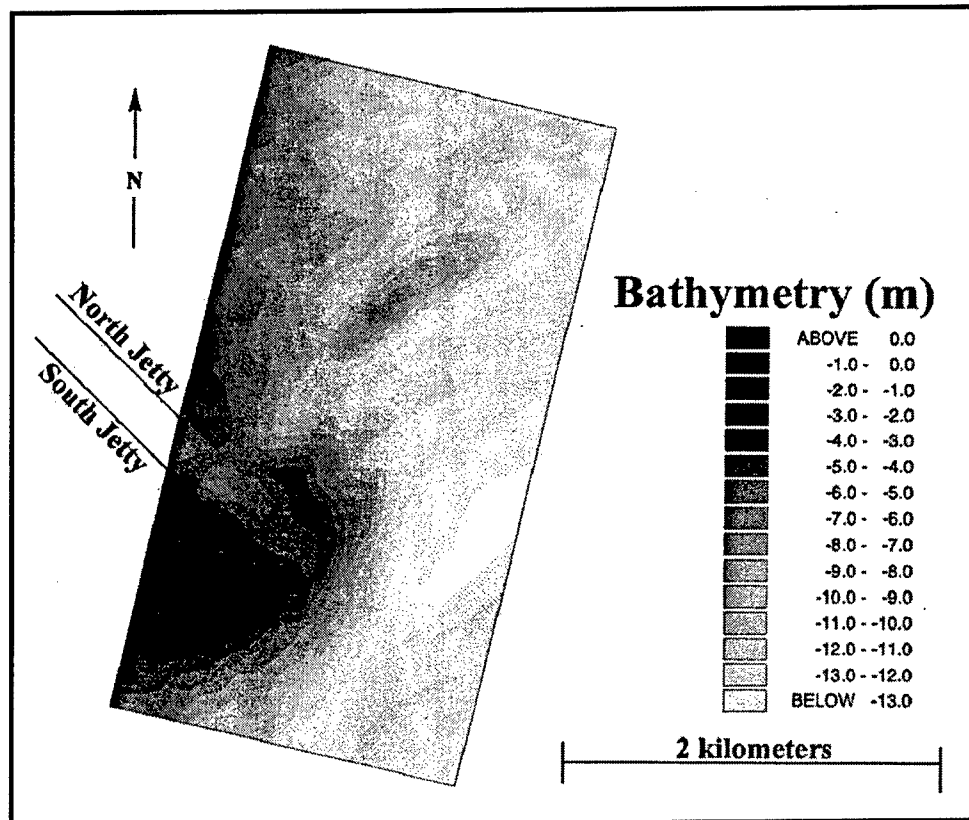 N
North Jetty
South Jetty
Bathymetry (m)
ABOVE 0.0
-1.0 - 0.0
-2.0 - -1.0
-3.0 - -2.0
-4.0 - -3.0
-5.0 - -4.0
-6.0 - -5.0
-7.0 - -6.0
-8.0 - -7.0
-9.0 - -8.0
-10.0 - -9.0
-11.0 - -10.0
-12.0 - -11.0
-13.0 - -12.0
BELOW -13.0
2 kilometers